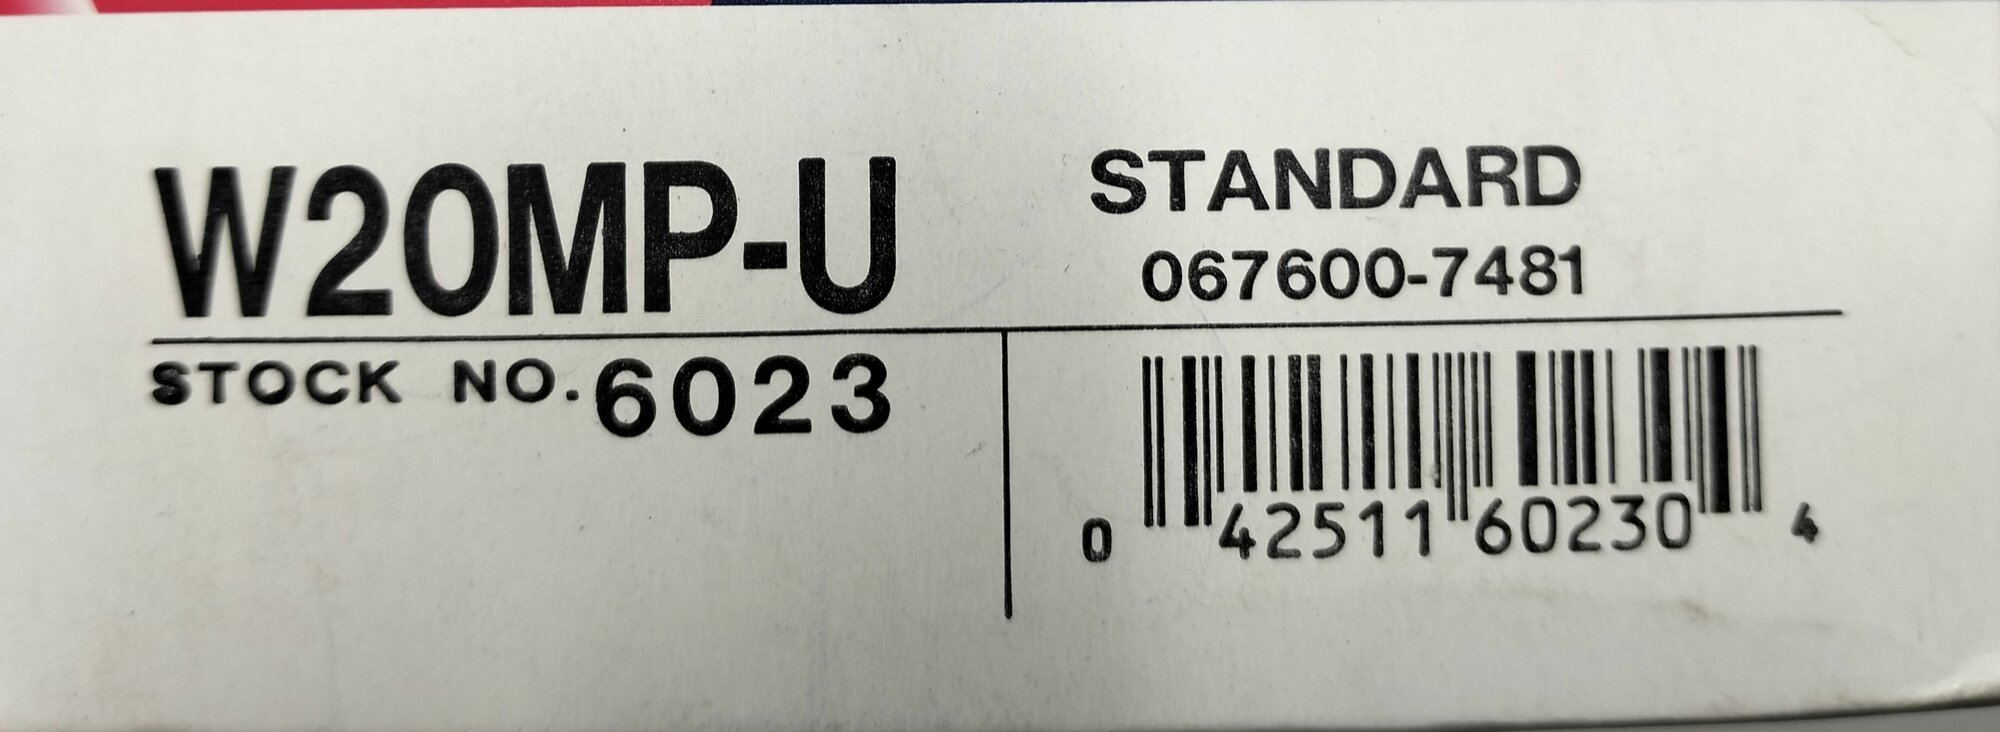 W20MP-U
STANDARD
067600-7481
STOCK NO. 6023
0 42511 60230 4